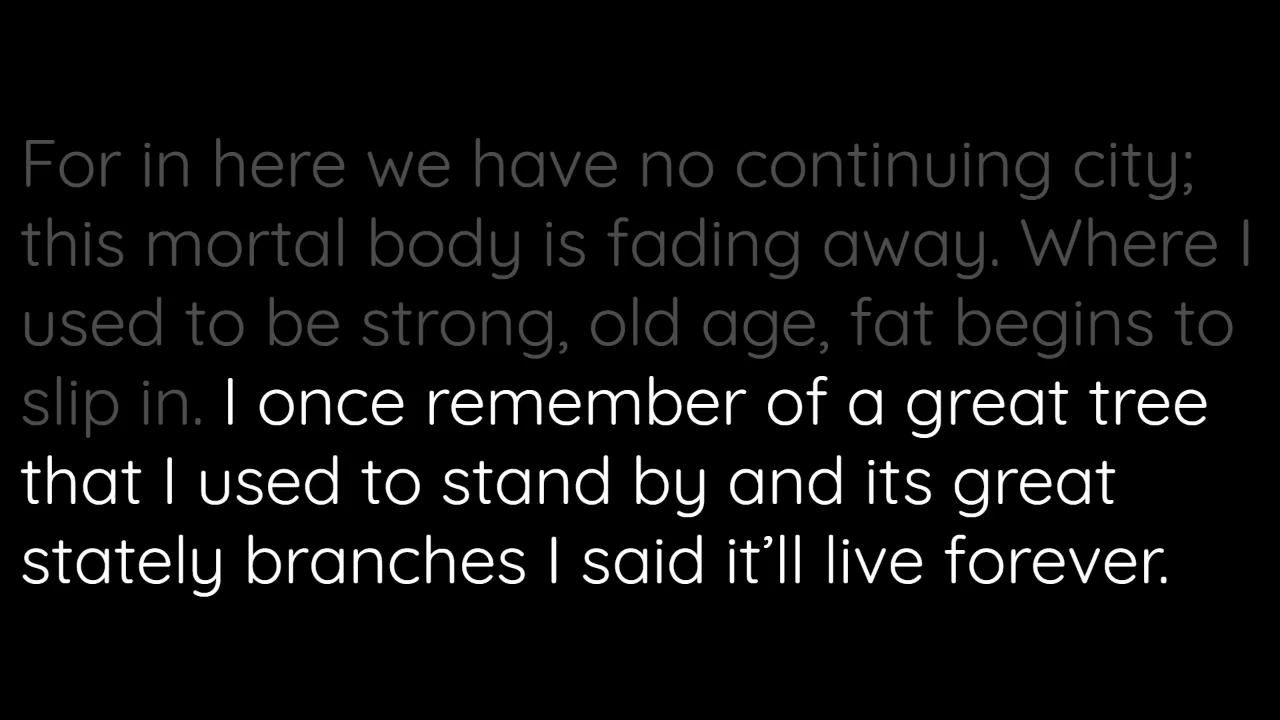 For in here we have no continuing city;
this mortal body is fading away. Where I
used to be strong, old age, fat begins to
slip in. I once remember of a great tree
that I used to stand by and its great
stately branches I said it’ll live forever.